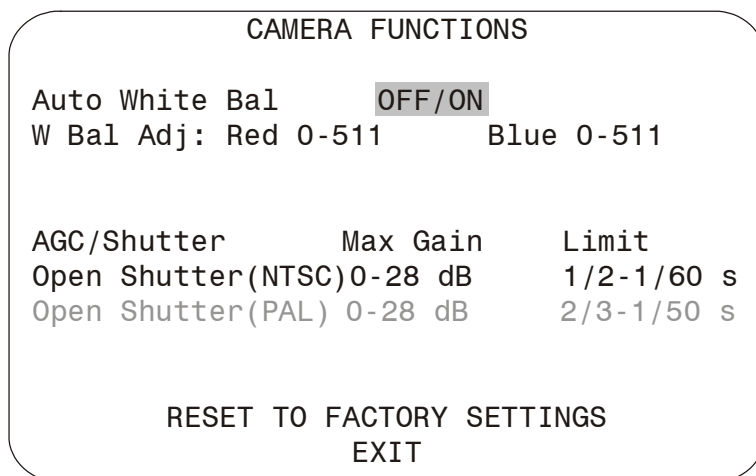 CAMERA FUNCTIONS
Auto White Bal OFF/ON
W Bal Adj: Red 0-511 Blue 0-511
AGC/Shutter Max Gain Limit
Open Shutter(NTSC)0-28 dB 1/2-1/60 s
Open Shutter(PAL) 0-28 dB 2/3-1/50 s
RESET TO FACTORY SETTINGS
EXIT